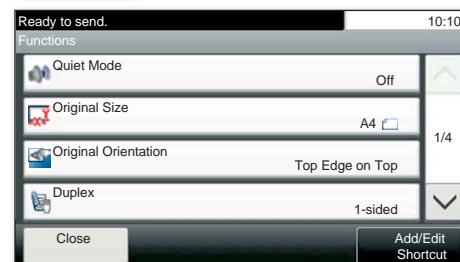 Ready to send. 10:10
Functions
Quiet Mode
Off
Original Size
A4
1/4
Original Orientation
Top Edge on Top
Duplex
1-sided
Close
Add/Edit
Shortcut